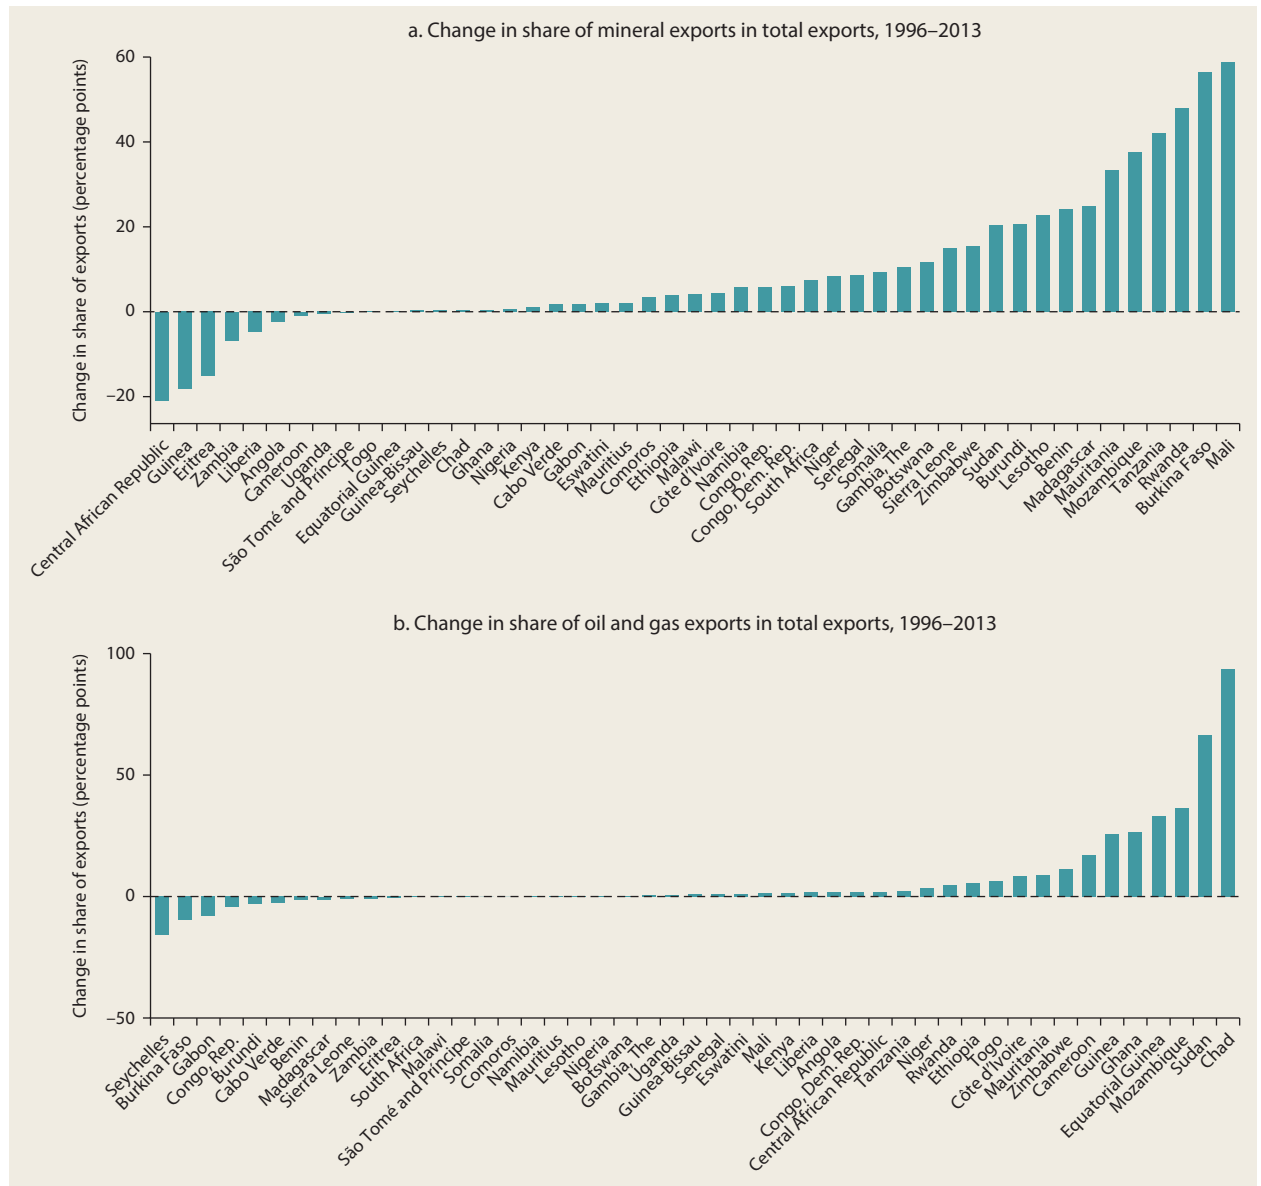 a. Change in share of mineral exports in total exports, 1996–2013
Change in share of exports (percentage points)
60
40
20
0
–20
Central African Republic
Guinea
Eritrea
Zambia
Liberia
Angola
Cameroon
Uganda
São Tomé and Príncipe
Togo
Equatorial Guinea
Guinea-Bissau
Seychelles
Chad
Ghana
Nigeria
Kenya
Cabo Verde
Gabon
Eswatini
Mauritius
Comoros
Ethiopia
Malawi
Côte d'Ivoire
Namibia
Congo, Rep.
Congo, Dem. Rep.
South Africa
Niger
Senegal
Somalia
Gambia, The
Botswana
Sierra Leone
Zimbabwe
Sudan
Burundi
Lesotho
Benin
Madagascar
Mauritania
Mozambique
Tanzania
Rwanda
Burkina Faso
Mali
b. Change in share of oil and gas exports in total exports, 1996–2013
Change in share of exports (percentage points)
100
50
0
–50
Seychelles
Burkina Faso
Gabon
Congo, Rep.
Burundi
Cabo Verde
Benin
Madagascar
Sierra Leone
Zambia
Eritrea
South Africa
Malawi
São Tomé and Príncipe
Somalia
Comoros
Namibia
Mauritius
Lesotho
Nigeria
Botswana
Gambia, The
Uganda
Guinea-Bissau
Senegal
Eswatini
Mali
Kenya
Liberia
Angola
Congo, Dem. Rep.
Central African Republic
Tanzania
Niger
Rwanda
Ethiopia
Togo
Côte d'Ivoire
Mauritania
Zimbabwe
Cameroon
Guinea
Ghana
Equatorial Guinea
Mozambique
Sudan
Chad